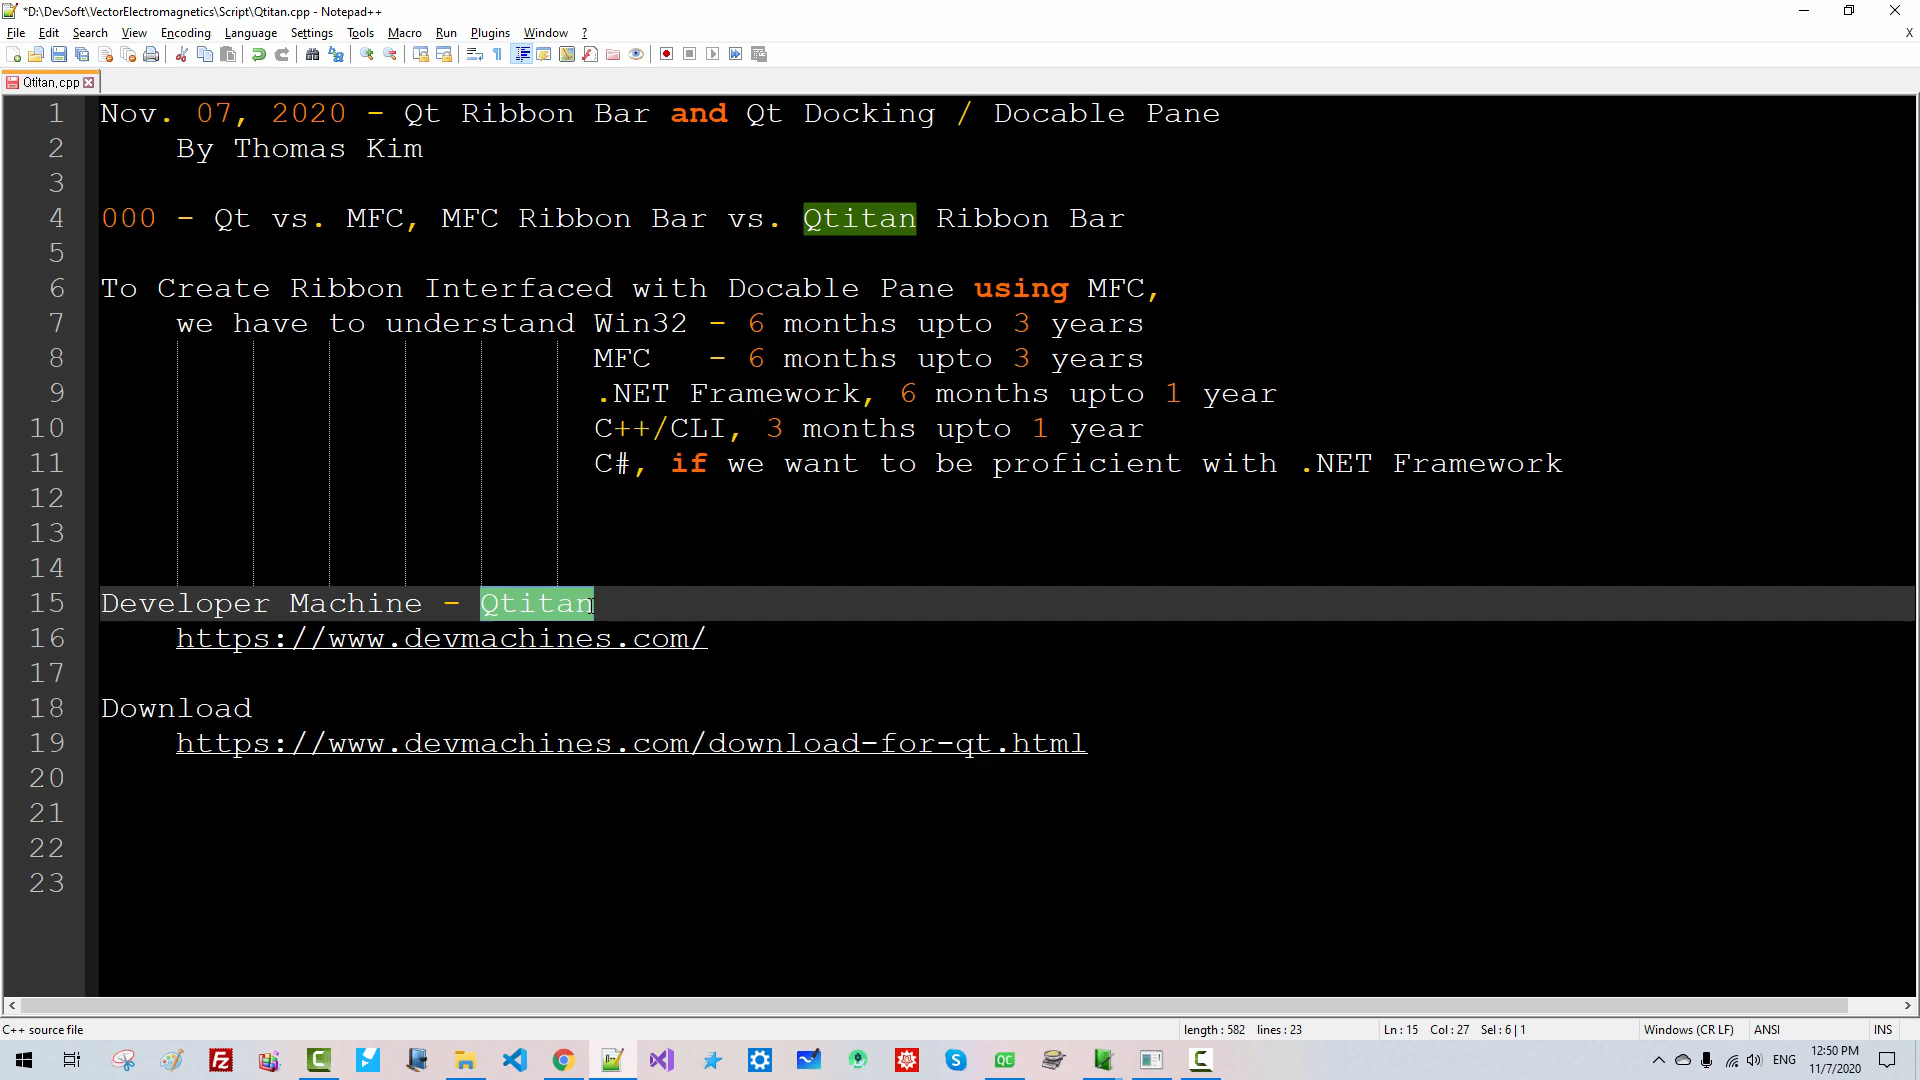 *D:\DevSoft\VectorElectromagnetics\Script\Qtitan.cpp - Notepad++
File Edit Search View Encoding Language Settings Tools Macro Run Plugins Window ? X
Qtitan.cpp
1 Nov. 07, 2020 - Qt Ribbon Bar and Qt Docking / Docable Pane
2 By Thomas Kim
3
4 000 - Qt vs. MFC, MFC Ribbon Bar vs. Qtitan Ribbon Bar
5
6 To Create Ribbon Interfaced with Docable Pane using MFC,
7 we have to understand Win32 - 6 months upto 3 years
8 MFC - 6 months upto 3 years
9 .NET Framework, 6 months upto 1 year
10 C++/CLI, 3 months upto 1 year
11 C#, if we want to be proficient with .NET Framework
12
13
14
15 Developer Machine - Qtitan
16 https://www.devmachines.com/
17
18 Download
19 https://www.devmachines.com/download-for-qt.html
20
21
22
23
C++ source file length : 582 lines : 23 Ln : 15 Col : 27 Sel : 6 | 1 Windows (CR LF) ANSI INS
ENG 12:50 PM
11/7/2020